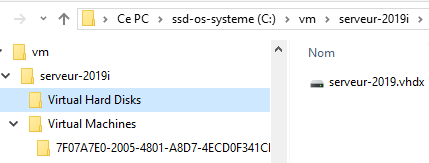 Ce PC > ssd-os-systeme (C:) > vm > serveur-2019i >
vm
Nom
serveur-2019i
serveur-2019.vhdx
Virtual Hard Disks
Virtual Machines
7F07A7E0-2005-4801-A8D7-4ECD0F341C